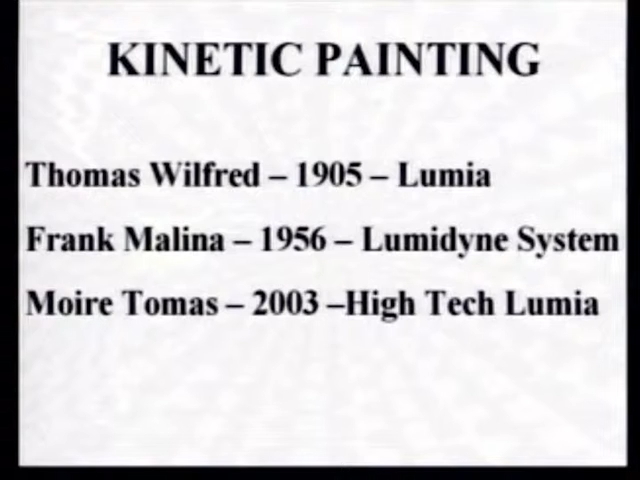 KINETIC PAINTING
Thomas Wilfred – 1905 – Lumia
Frank Malina – 1956 – Lumidyne System
Moire Tomas – 2003 –High Tech Lumia